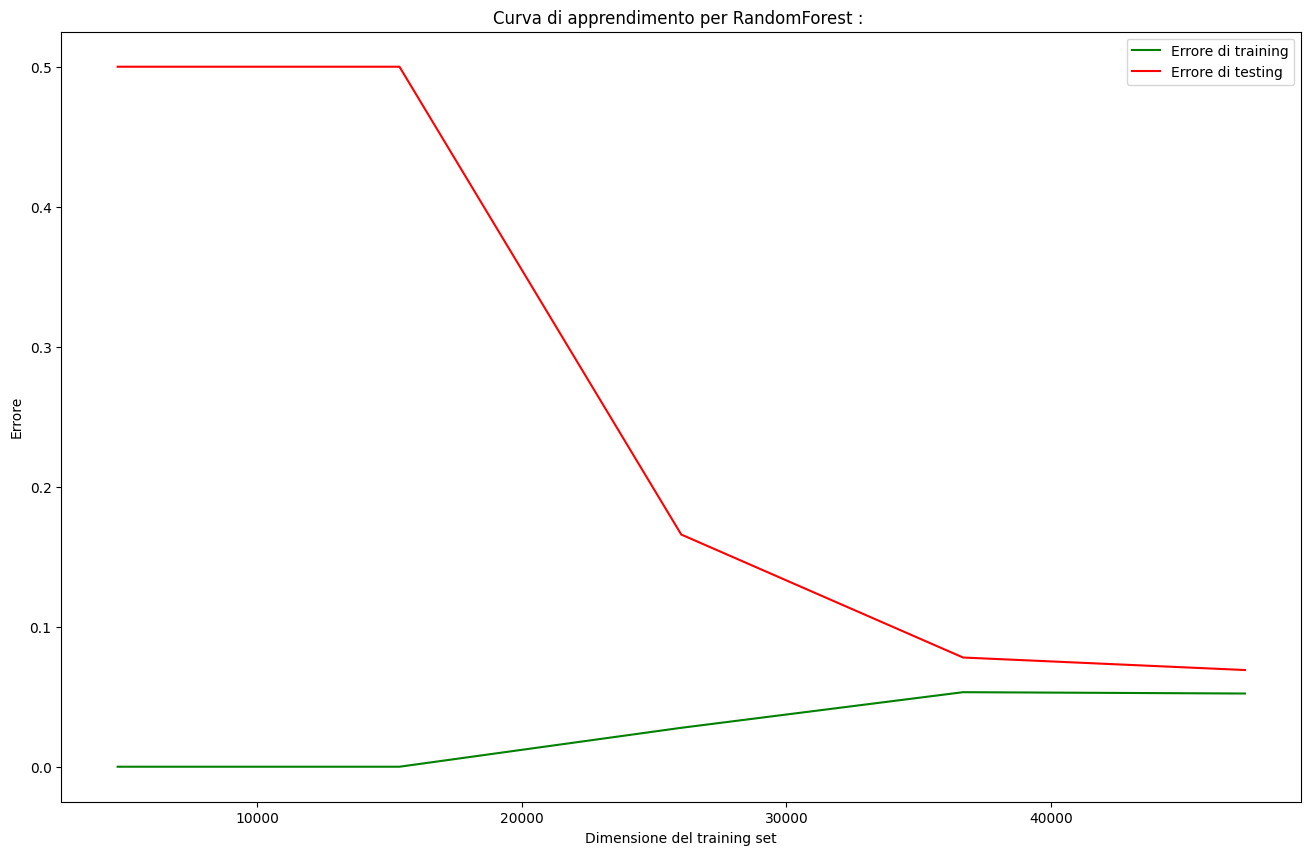 Curva di apprendimento per RandomForest :
Errore di training
Errore di testing
0.5
0.4
0.3
0.2
0.1
0.0
Errore
10000
20000
30000
40000
Dimensione del training set